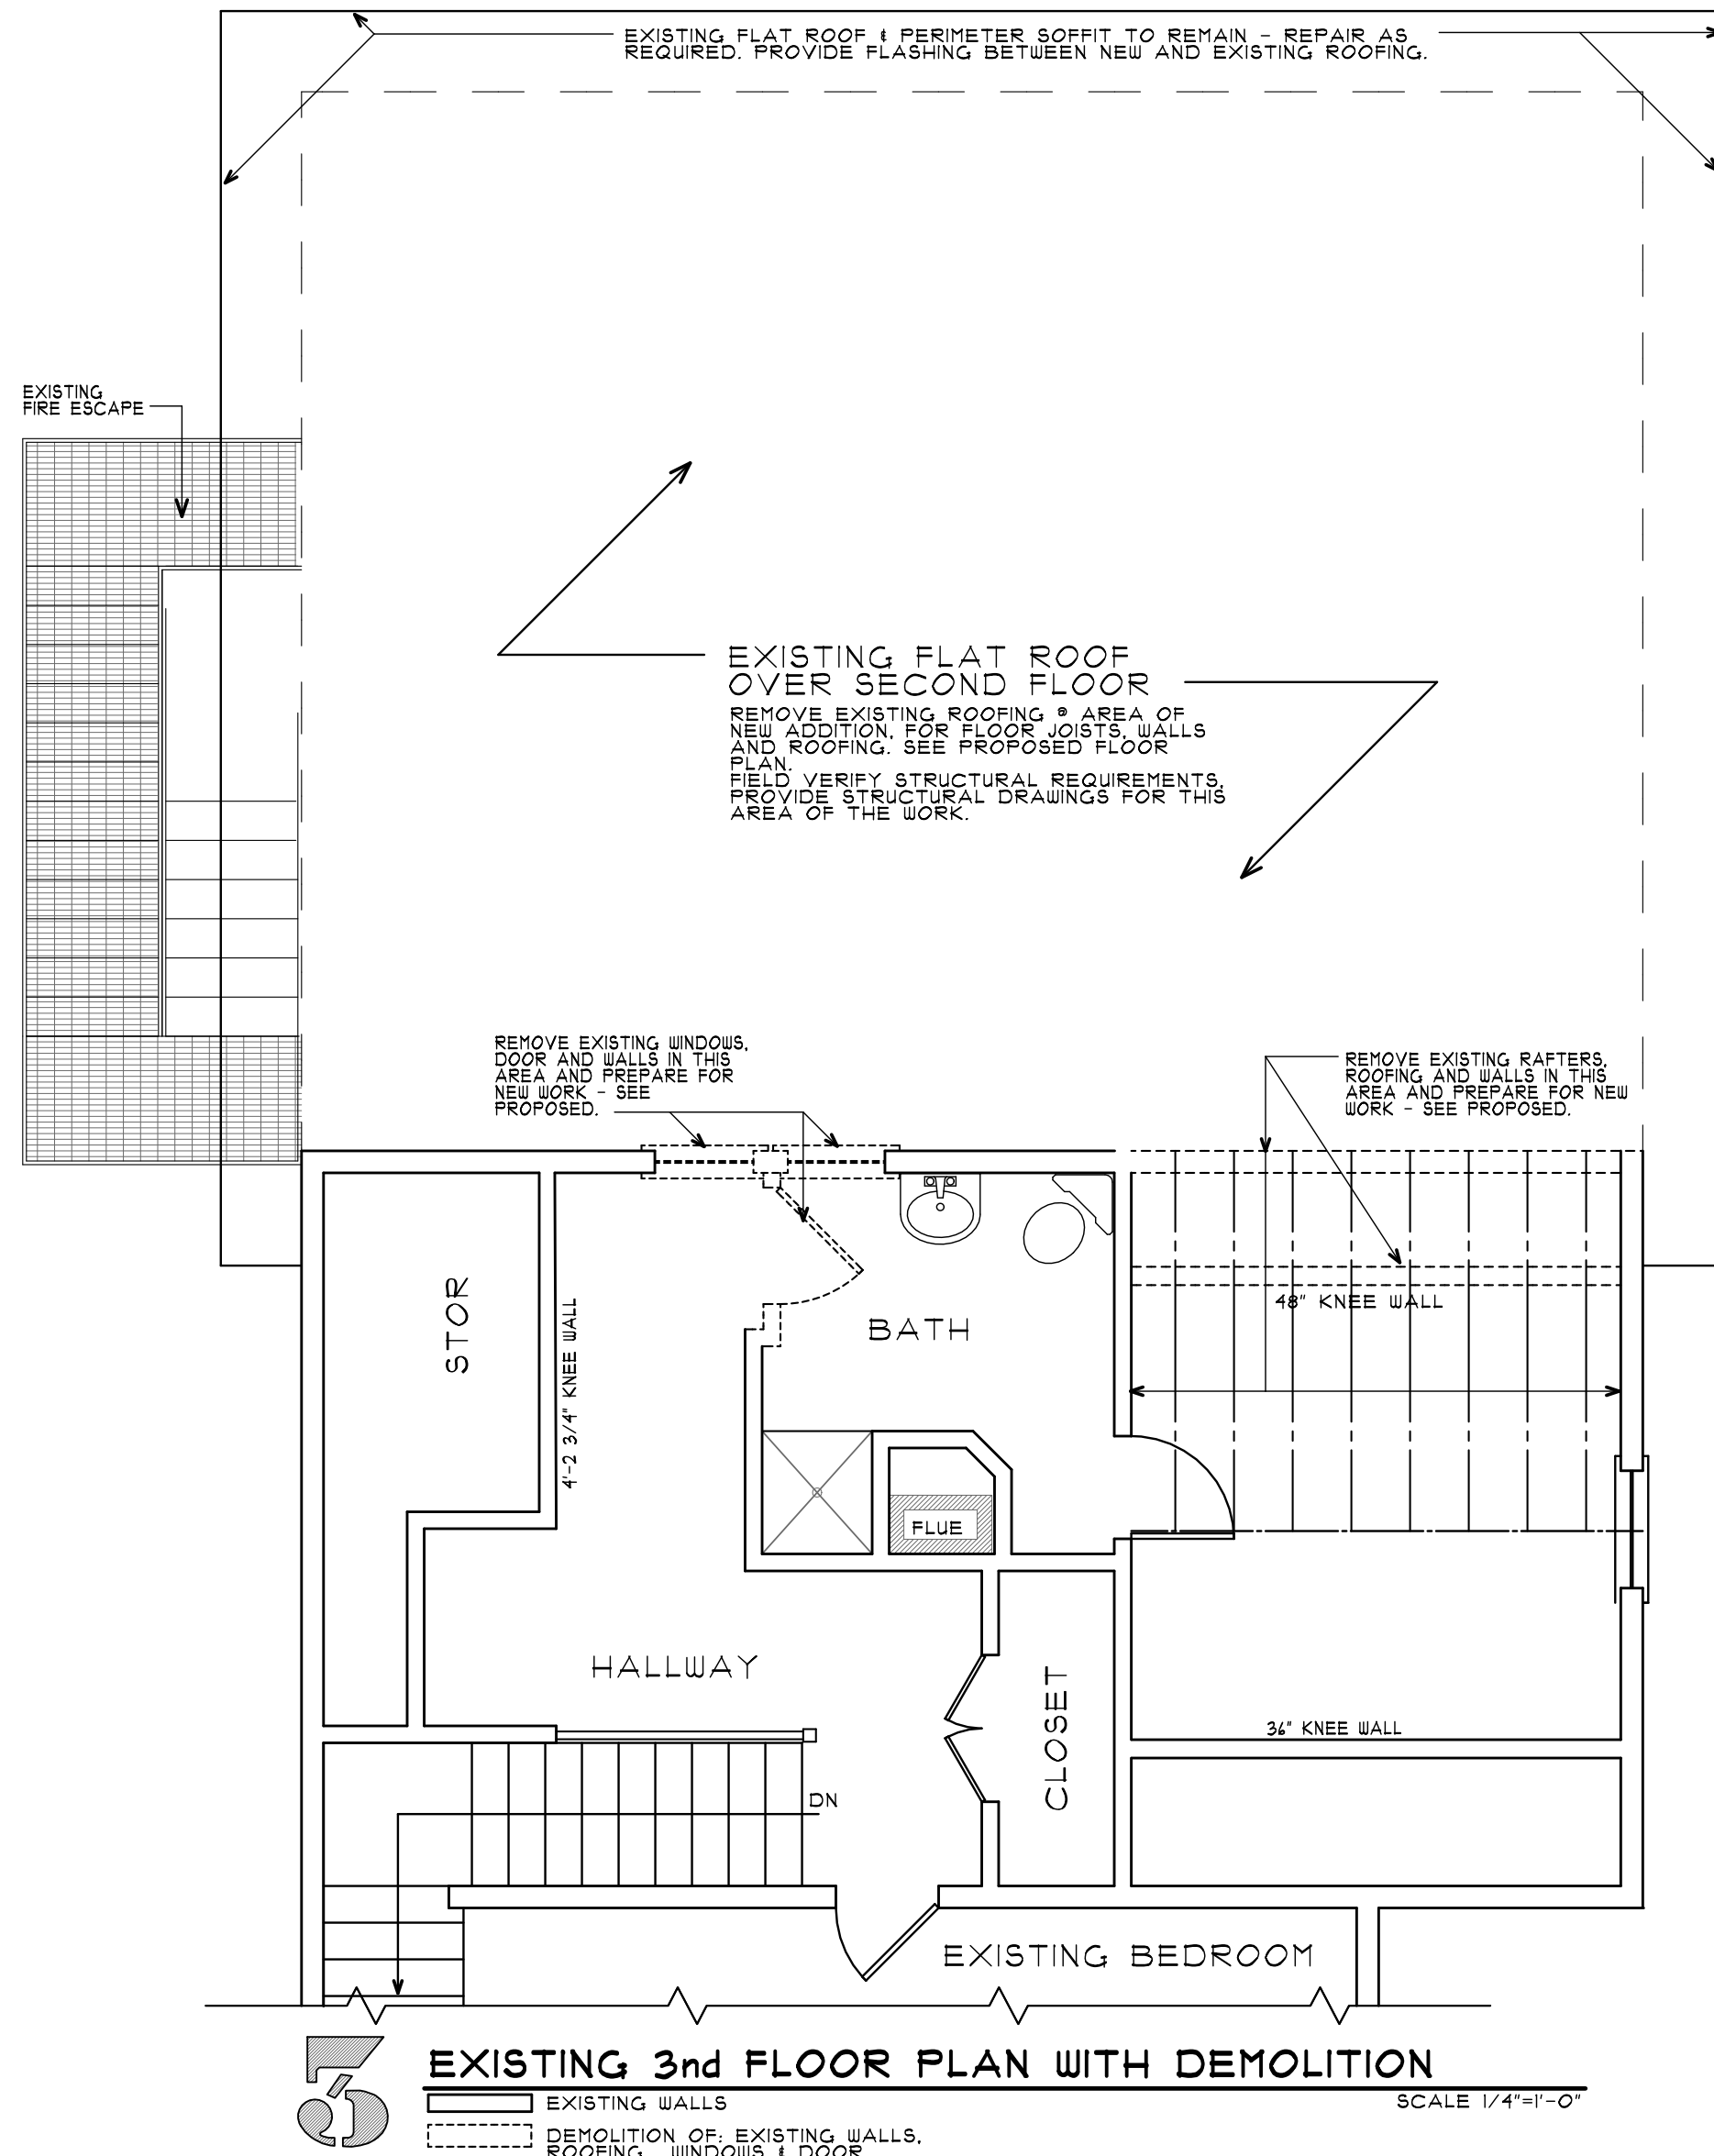 EXISTING FLAT ROOF & PERIMETER SOFFIT TO REMAIN - REPAIR AS
REQUIRED. PROVIDE FLASHING BETWEEN NEW AND EXISTING ROOFING.
EXISTING
FIRE ESCAPE
EXISTING FLAT ROOF
OVER SECOND FLOOR
REMOVE EXISTING ROOFING @ AREA OF
NEW ADDITION, FOR FLOOR JOISTS, WALLS
AND ROOFING. SEE PROPOSED FLOOR
PLAN.
FIELD VERIFY STRUCTURAL REQUIREMENTS,
PROVIDE STRUCTURAL DRAWINGS FOR THIS
AREA OF THE WORK.
REMOVE EXISTING WINDOWS,
DOOR AND WALLS IN THIS
AREA AND PREPARE FOR
NEW WORK - SEE
PROPOSED.
REMOVE EXISTING RAFTERS,
ROOFING AND WALLS IN THIS
AREA AND PREPARE FOR NEW
WORK - SEE PROPOSED.
STOR
4'-2 3/4" KNEE WALL
BATH
48" KNEE WALL
FLUE
HALLWAY
CLOSET
36" KNEE WALL
DN
EXISTING BEDROOM
3
EXISTING 3nd FLOOR PLAN WITH DEMOLITION
EXISTING WALLS
SCALE 1/4"=1'-0"
DEMOLITION OF: EXISTING WALLS,
ROOFING, WINDOWS & DOOR